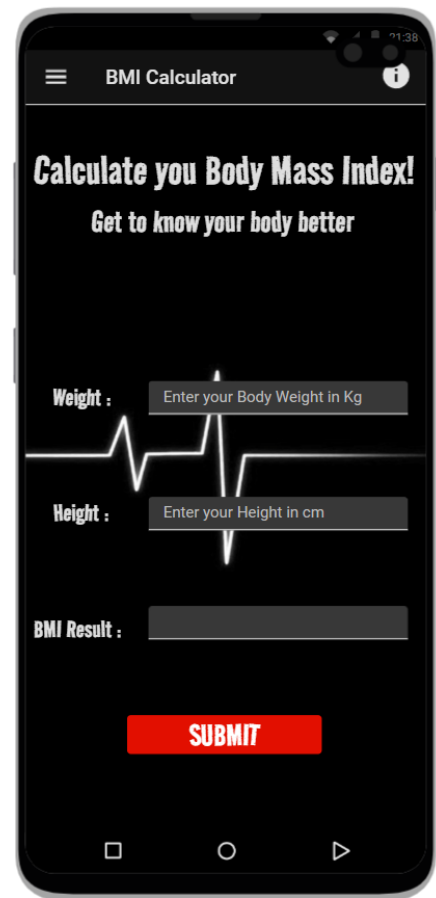 21:38
BMI Calculator
Calculate you Body Mass Index!
Get to know your body better
Weight :
Enter your Body Weight in Kg
Height :
Enter your Height in cm
BMI Result :
SUBMIT